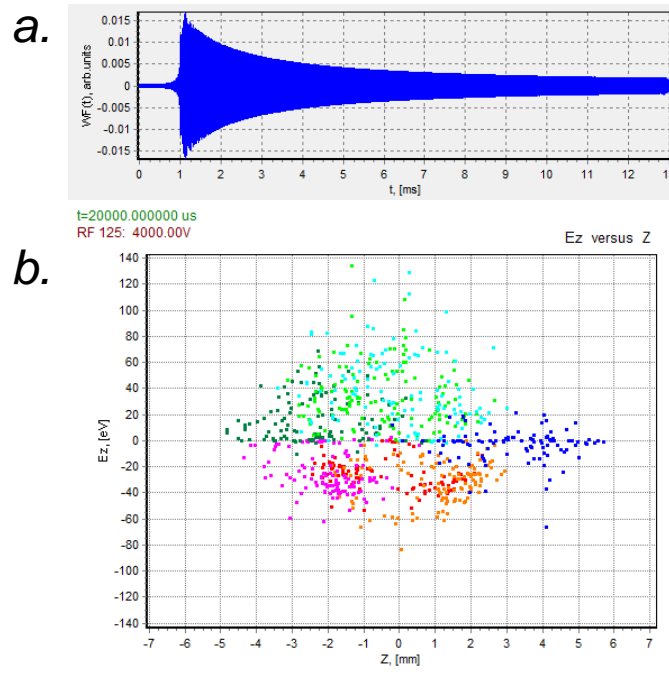 a.
0.015
0.01
0.005
0
-0.005
-0.01
-0.015
WF(t), arb.units
0 1 2 3 4 5 6 7 8 9 10 11 12 13
t, [ms]
t=20000.000000 us
RF 125: 4000.00V
Ez versus Z
b.
140
120
100
80
60
40
20
0
-20
-40
-60
-80
-100
-120
-140
Ez, [eV]
-7 -6 -5 -4 -3 -2 -1 0 1 2 3 4 5 6 7
Z, [mm]